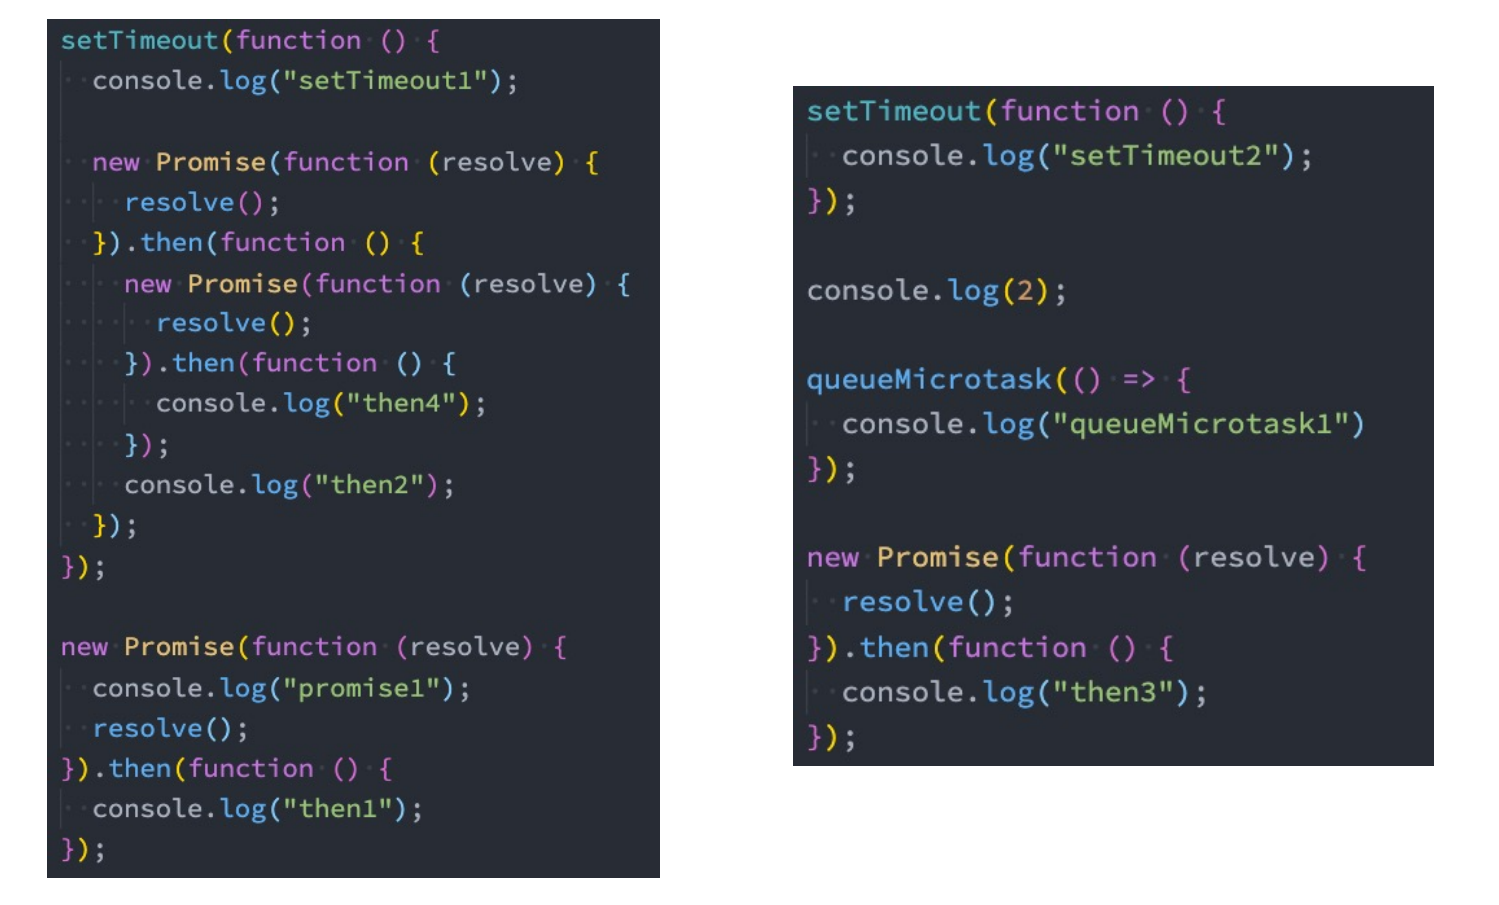 setTimeout(function () {
  console.log("setTimeout1");

  new Promise(function (resolve) {
    resolve();
  }).then(function () {
    new Promise(function (resolve) {
      resolve();
    }).then(function () {
      console.log("then4");
    });
    console.log("then2");
  });
});

new Promise(function (resolve) {
  console.log("promise1");
  resolve();
}).then(function () {
  console.log("then1");
});

setTimeout(function () {
  console.log("setTimeout2");
});

console.log(2);

queueMicrotask(() => {
  console.log("queueMicrotask1")
});

new Promise(function (resolve) {
  resolve();
}).then(function () {
  console.log("then3");
});